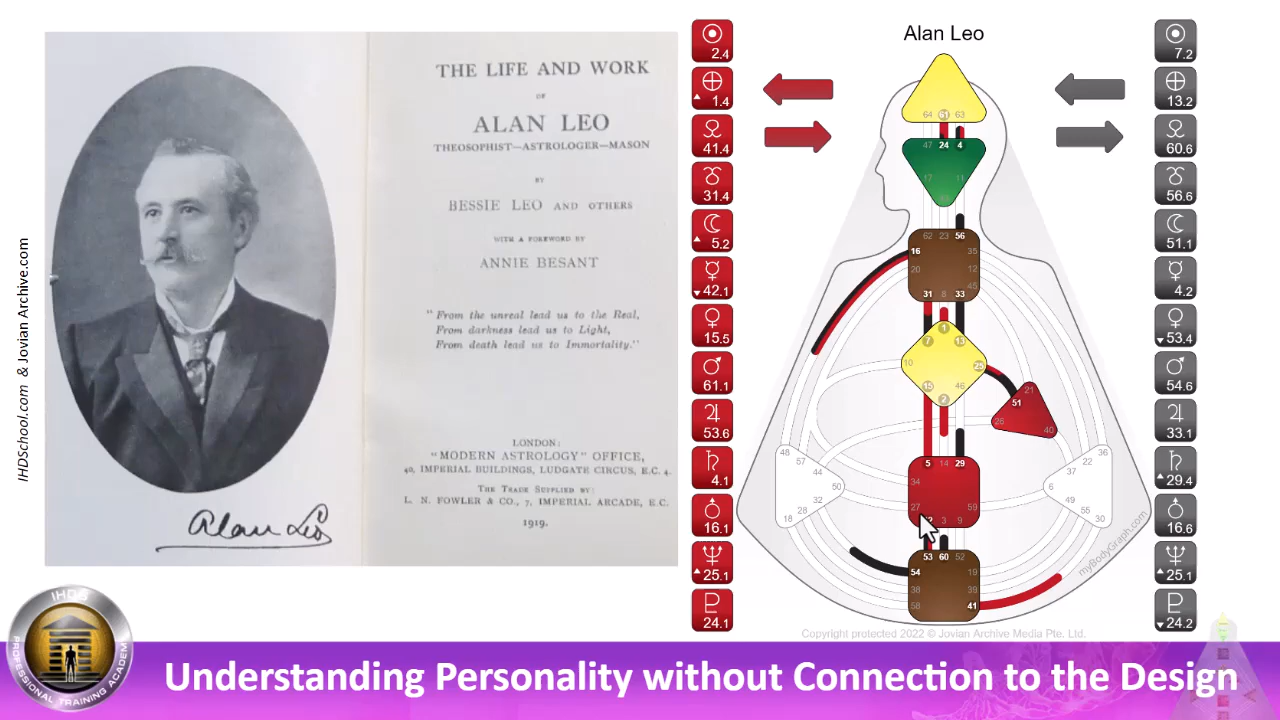 IHDSchool.com & Jovian Archive.com
THE LIFE AND WORK
OF
ALAN LEO
THEOSOPHIST—ASTROLOGER—MASON
BY
BESSIE LEO AND OTHERS
WITH A FOREWORD BY
ANNIE BESANT
"From the unreal lead us to the Real,
From darkness lead us to Light,
From death lead us to Immortality."
LONDON:
"MODERN ASTROLOGY" OFFICE,
40, IMPERIAL BUILDINGS, LUDGATE CIRCUS, E.C. 4.
THE TRADE SUPPLIED BY:
L. N. FOWLER & CO., 7, IMPERIAL ARCADE, E.C.
1919.
Alan Leo
2.4
1.4
41.4
31.4
5.2
42.1
15.5
61.1
53.6
4.1
16.1
25.1
24.1
Alan Leo
64 61 63
47 24 4
17 11
62 23 56
16 35
20 12
45
31 8 33
1
7 13
10 25
15 46
2
21
51
26 40
5 14 29
34
27 59
3 9
48
57
44
50
32
28
18
36
22
37
6
49
55
30
53 60 52
54 19
38 39
58 41
7.2
13.2
60.6
56.6
51.1
4.2
53.4
54.6
33.1
29.4
16.6
25.1
24.2
myBodyGraph.com
Copyright protected 2022 © Jovian Archive Media Pte. Ltd.
IHDS
PROFESSIONAL TRAINING ACADEMY
Understanding Personality without Connection to the Design